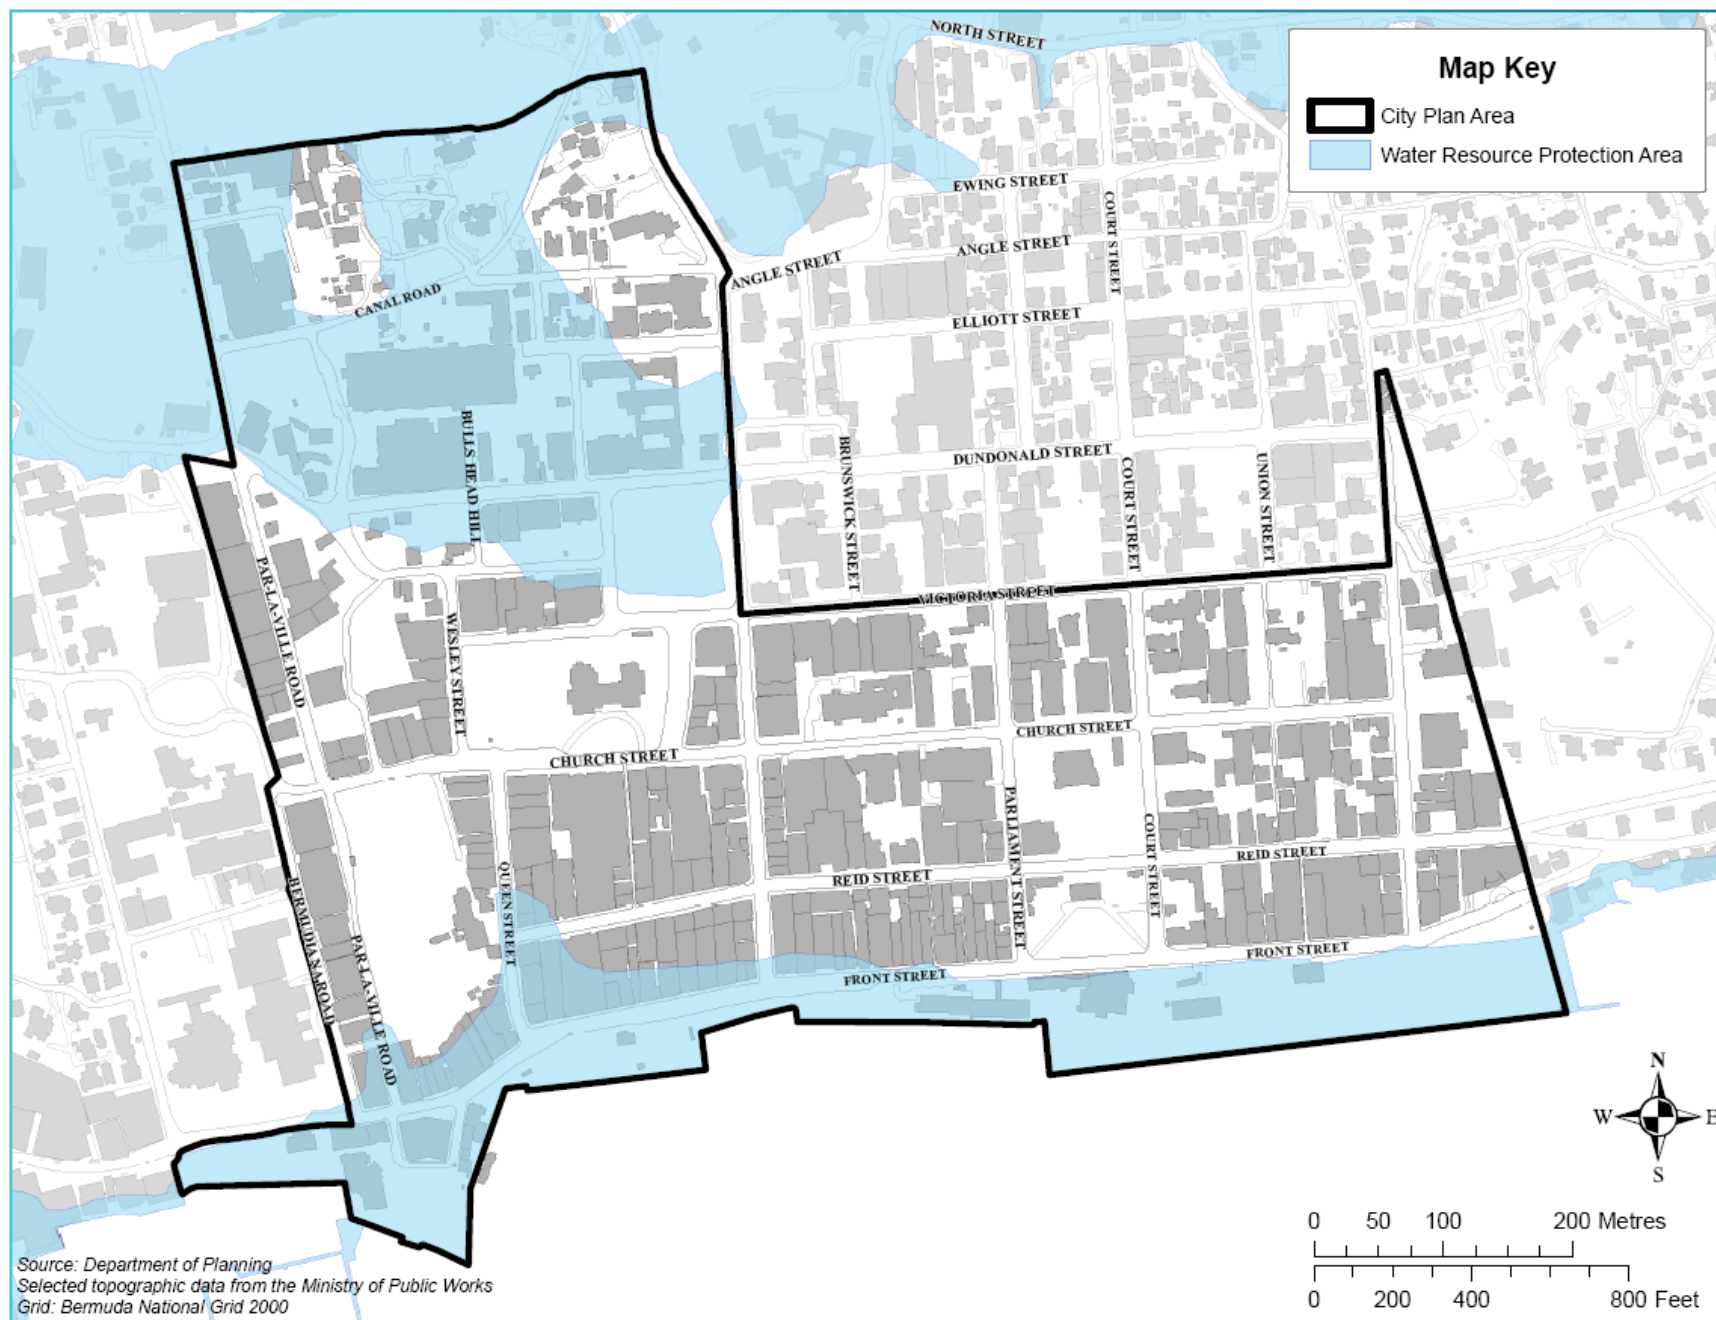 NORTH STREET
Map Key
City Plan Area
Water Resource Protection Area
EWING STREET
COURT STREET
ANGLE STREET
ANGLE STREET
CANAL ROAD
ELLIOTT STREET
BULLS HEAD HILL
BRUNSWICK STREET
DUNDONALD STREET
COURT STREET
UNION STREET
PAR-LA-VILLE ROAD
VICTORIA STREET
WESLEY STREET
CHURCH STREET
CHURCH STREET
PARLIAMENT STREET
COURT STREET
REID STREET
REID STREET
QUEEN STREET
BERMUDIANA ROAD
PAR-LA-VILLE ROAD
FRONT STREET
FRONT STREET
N
W E
S
0 50 100 200 Metres
0 200 400 800 Feet
Source: Department of Planning
Selected topographic data from the Ministry of Public Works
Grid: Bermuda National Grid 2000